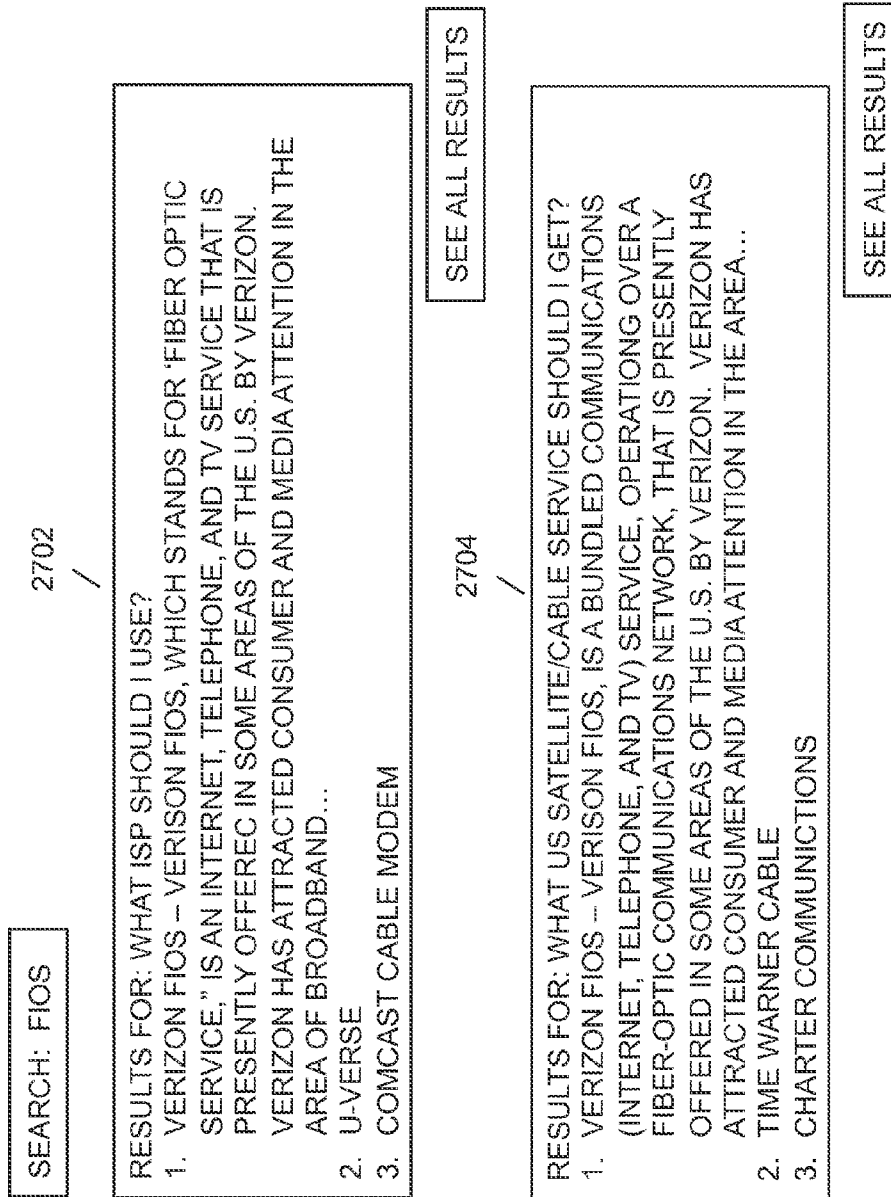 SEARCH: FIOS
2702
RESULTS FOR: WHAT ISP SHOULD I USE?
1. VERIZON FIOS – VERISON FIOS, WHICH STANDS FOR 'FIBER OPTIC
SERVICE," IS AN INTERNET, TELEPHONE, AND TV SERVICE THAT IS
PRESENTLY OFFEREC IN SOME AREAS OF THE U.S. BY VERIZON.
VERIZON HAS ATTRACTED CONSUMER AND MEDIA ATTENTION IN THE
AREA OF BROADBAND...
2. U-VERSE
3. COMCAST CABLE MODEM
SEE ALL RESULTS
2704
RESULTS FOR: WHAT US SATELLITE/CABLE SERVICE SHOULD I GET?
1. VERIZON FIOS – VERISON FIOS, IS A BUNDLED COMMUNICATIONS
(INTERNET, TELEPHONE, AND TV) SERVICE, OPERATIONG OVER A
FIBER-OPTIC COMMUNICATIONS NETWORK, THAT IS PRESENTLY
OFFERED IN SOME AREAS OF THE U.S. BY VERIZON. VERIZON HAS
ATTRACTED CONSUMER AND MEDIA ATTENTION IN THE AREA...
2. TIME WARNER CABLE
3. CHARTER COMMUNICTIONS
SEE ALL RESULTS